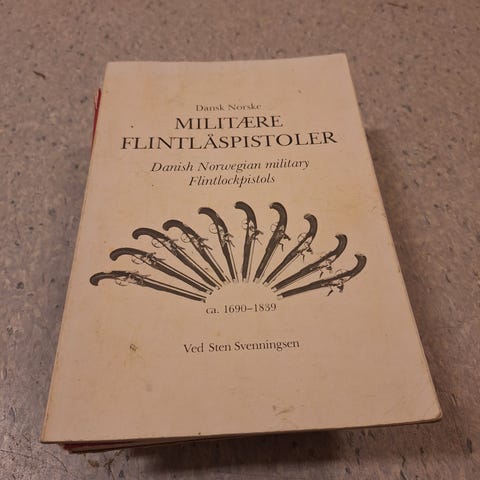 Dansk Norske
MILITÆRE
FLINTLÅSPISTOLER
Danish Norwegian military
Flintlockpistols
ca. 1690–1839
Ved Sten Svenningsen